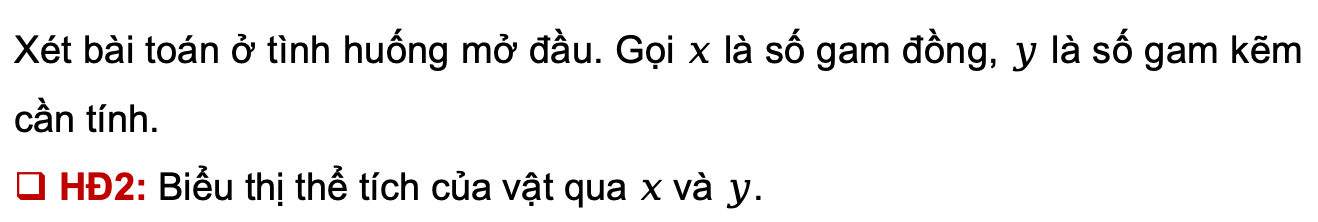 Xét bài toán ở tình huống mở đầu. Gọi x là số gam đồng, y là số gam kẽm
cần tính.
❑ HĐ2: Biểu thị thể tích của vật qua x và y.